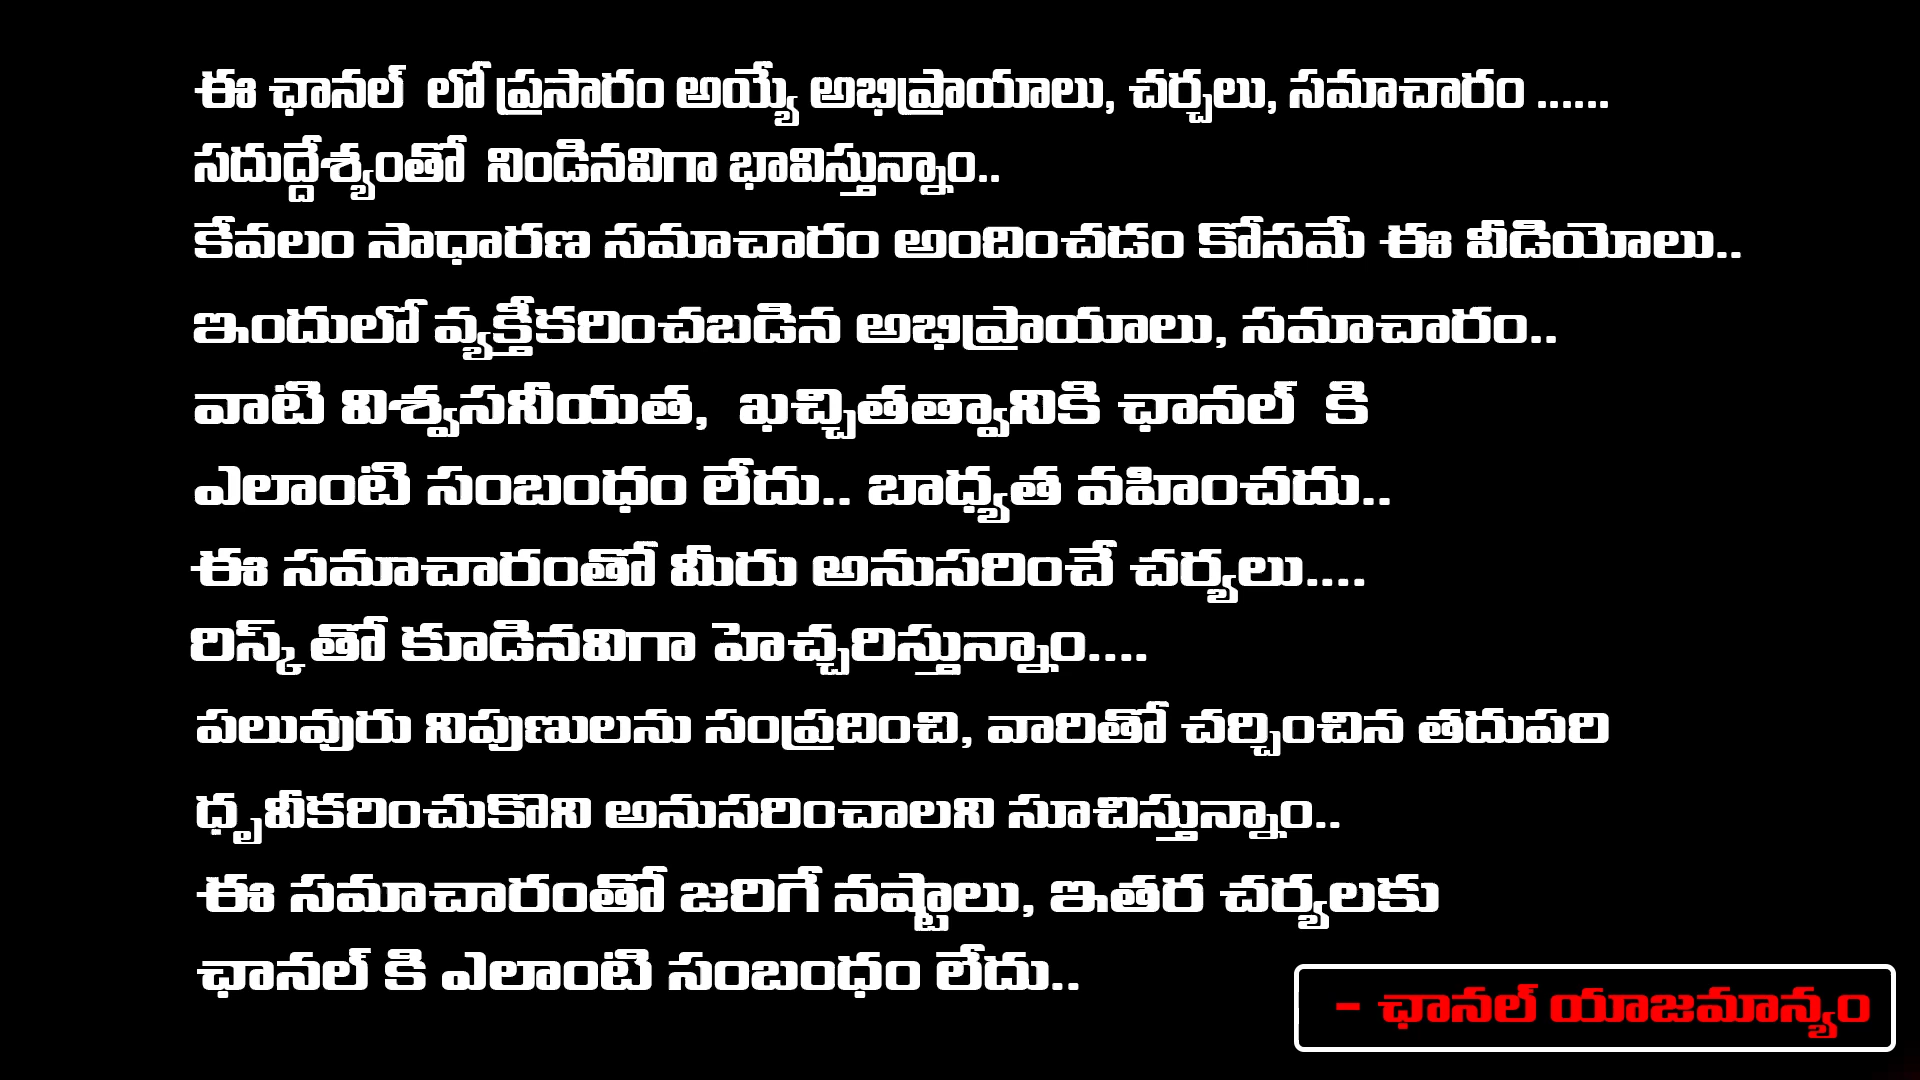 ఈ ఛానల్ లో ప్రసారం అయ్యే అభిప్రాయాలు, చర్చలు, సమాచారం ......
సదుద్దేశ్యంతో నిండినవిగా భావిస్తున్నాం..
కేవలం సాధారణ సమాచారం అందించడం కోసమే ఈ వీడియోలు..
ఇందులో వ్యక్తీకరించబడిన అభిప్రాయాలు, సమాచారం..
వాటి విశ్వసనీయత, ఖచ్చితత్వానికి ఛానల్ కి
ఎలాంటి సంబంధం లేదు.. బాధ్యత వహించదు..
ఈ సమాచారంతో మీరు అనుసరించే చర్యలు....
రిస్క్ తో కూడినవిగా హెచ్చరిస్తున్నాం....
పలువురు నిపుణులను సంప్రదించి, వారితో చర్చించిన తదుపరి
ధృవీకరించుకొని అనుసరించాలని సూచిస్తున్నాం..
ఈ సమాచారంతో జరిగే నష్టాలు, ఇతర చర్యలకు
ఛానల్ కి ఎలాంటి సంబంధం లేదు..
- ఛానల్ యాజమాన్యం